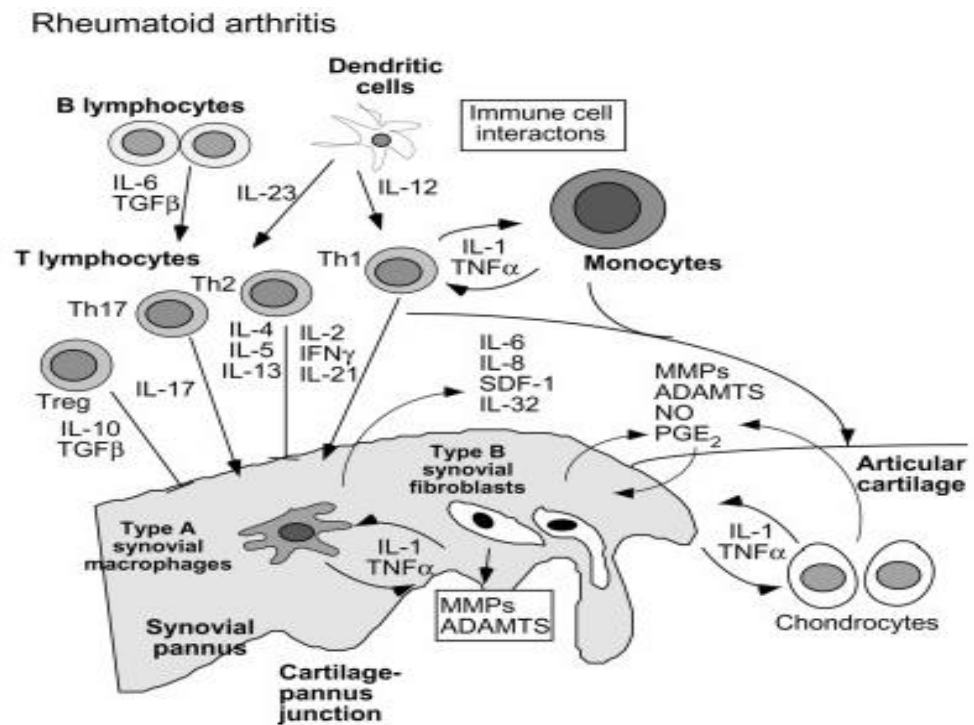 Rheumatoid arthritis
Dendritic
cells
B lymphocytes
Immune cell
interactons
IL-6
TGFβ
IL-23
IL-12
T lymphocytes
Th1
IL-1
TNFα
Monocytes
Th2
Th17
IL-4
IL-5
IL-13
IL-2
IFNγ
IL-21
IL-6
IL-8
SDF-1
IL-32
MMPs
ADAMTS
NO
PGE₂
Treg
IL-17
IL-10
TGFβ
Type B
synovial
fibroblasts
Articular
cartilage
Type A
synovial
macrophages
IL-1
TNFα
IL-1
TNFα
MMPs
ADAMTS
Chondrocytes
Synovial
pannus
Cartilage-
pannus
junction